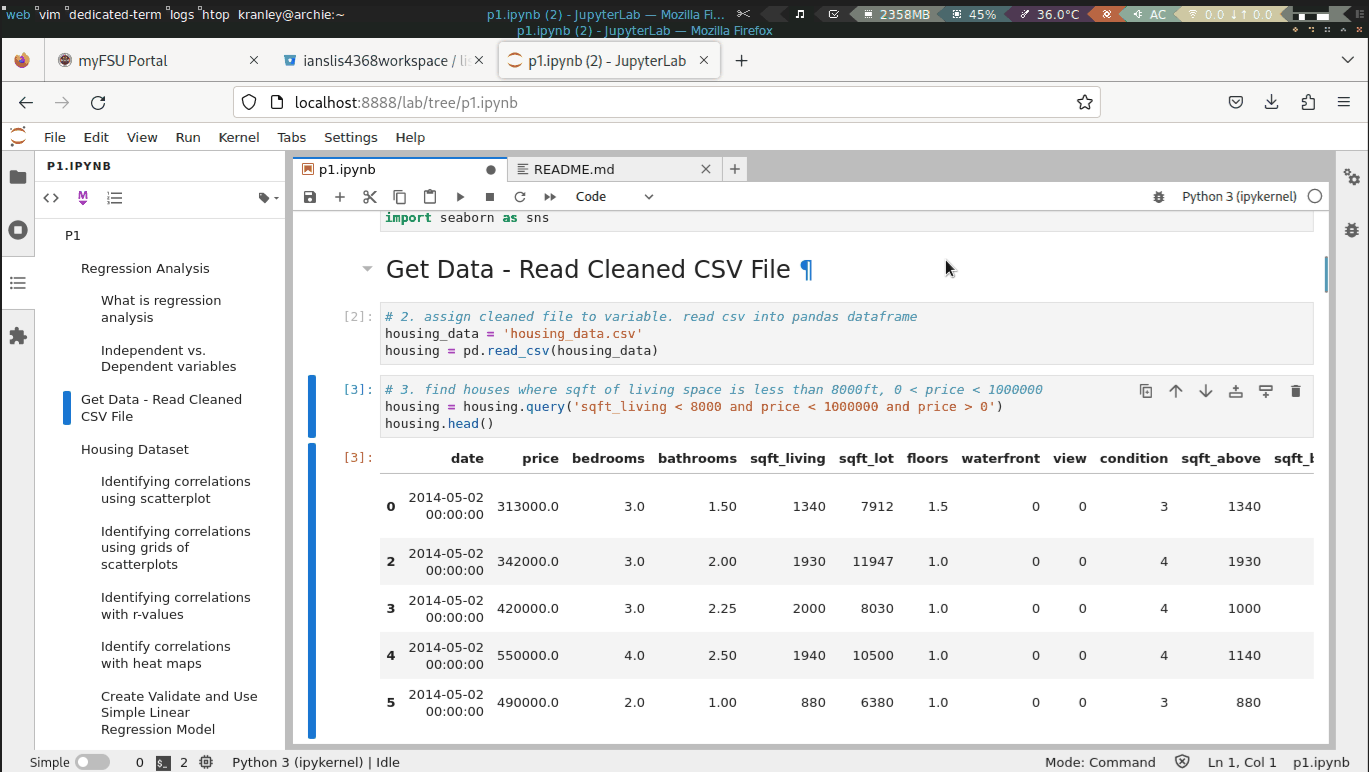 web vim dedicated-term logs htop kranley@archie:~ p1.ipynb (2) - JupyterLab — Mozilla Fi... 2358MB 45% 36.0°C AC 0.0 ↓↑ 0.0
p1.ipynb (2) - JupyterLab — Mozilla Firefox
myFSU Portal ianslis4368workspace / lis p1.ipynb (2) - JupyterLab
localhost:8888/lab/tree/p1.ipynb
File Edit View Run Kernel Tabs Settings Help
P1.IPYNB
P1
Regression Analysis
What is regression
analysis
Independent vs.
Dependent variables
Get Data - Read Cleaned
CSV File
Housing Dataset
Identifying correlations
using scatterplot
Identifying correlations
using grids of
scatterplots
Identifying correlations
with r-values
Identify correlations
with heat maps
Create Validate and Use
Simple Linear
Regression Model
p1.ipynb README.md
Code Python 3 (ipykernel)
import seaborn as sns
Get Data - Read Cleaned CSV File ¶
[2]: # 2. assign cleaned file to variable. read csv into pandas dataframe
housing_data = 'housing_data.csv'
housing = pd.read_csv(housing_data)
[3]: # 3. find houses where sqft of living space is less than 8000ft, 0 < price < 1000000
housing = housing.query('sqft_living < 8000 and price < 1000000 and price > 0')
housing.head()
[3]: date price bedrooms bathrooms sqft_living sqft_lot floors waterfront view condition sqft_above sqft_b
0 2014-05-02 00:00:00 313000.0 3.0 1.50 1340 7912 1.5 0 0 3 1340
2 2014-05-02 00:00:00 342000.0 3.0 2.00 1930 11947 1.0 0 0 4 1930
3 2014-05-02 00:00:00 420000.0 3.0 2.25 2000 8030 1.0 0 0 4 1000
4 2014-05-02 00:00:00 550000.0 4.0 2.50 1940 10500 1.0 0 0 4 1140
5 2014-05-02 00:00:00 490000.0 2.0 1.00 880 6380 1.0 0 0 3 880
Simple 0 2 Python 3 (ipykernel) | Idle Mode: Command Ln 1, Col 1 p1.ipynb